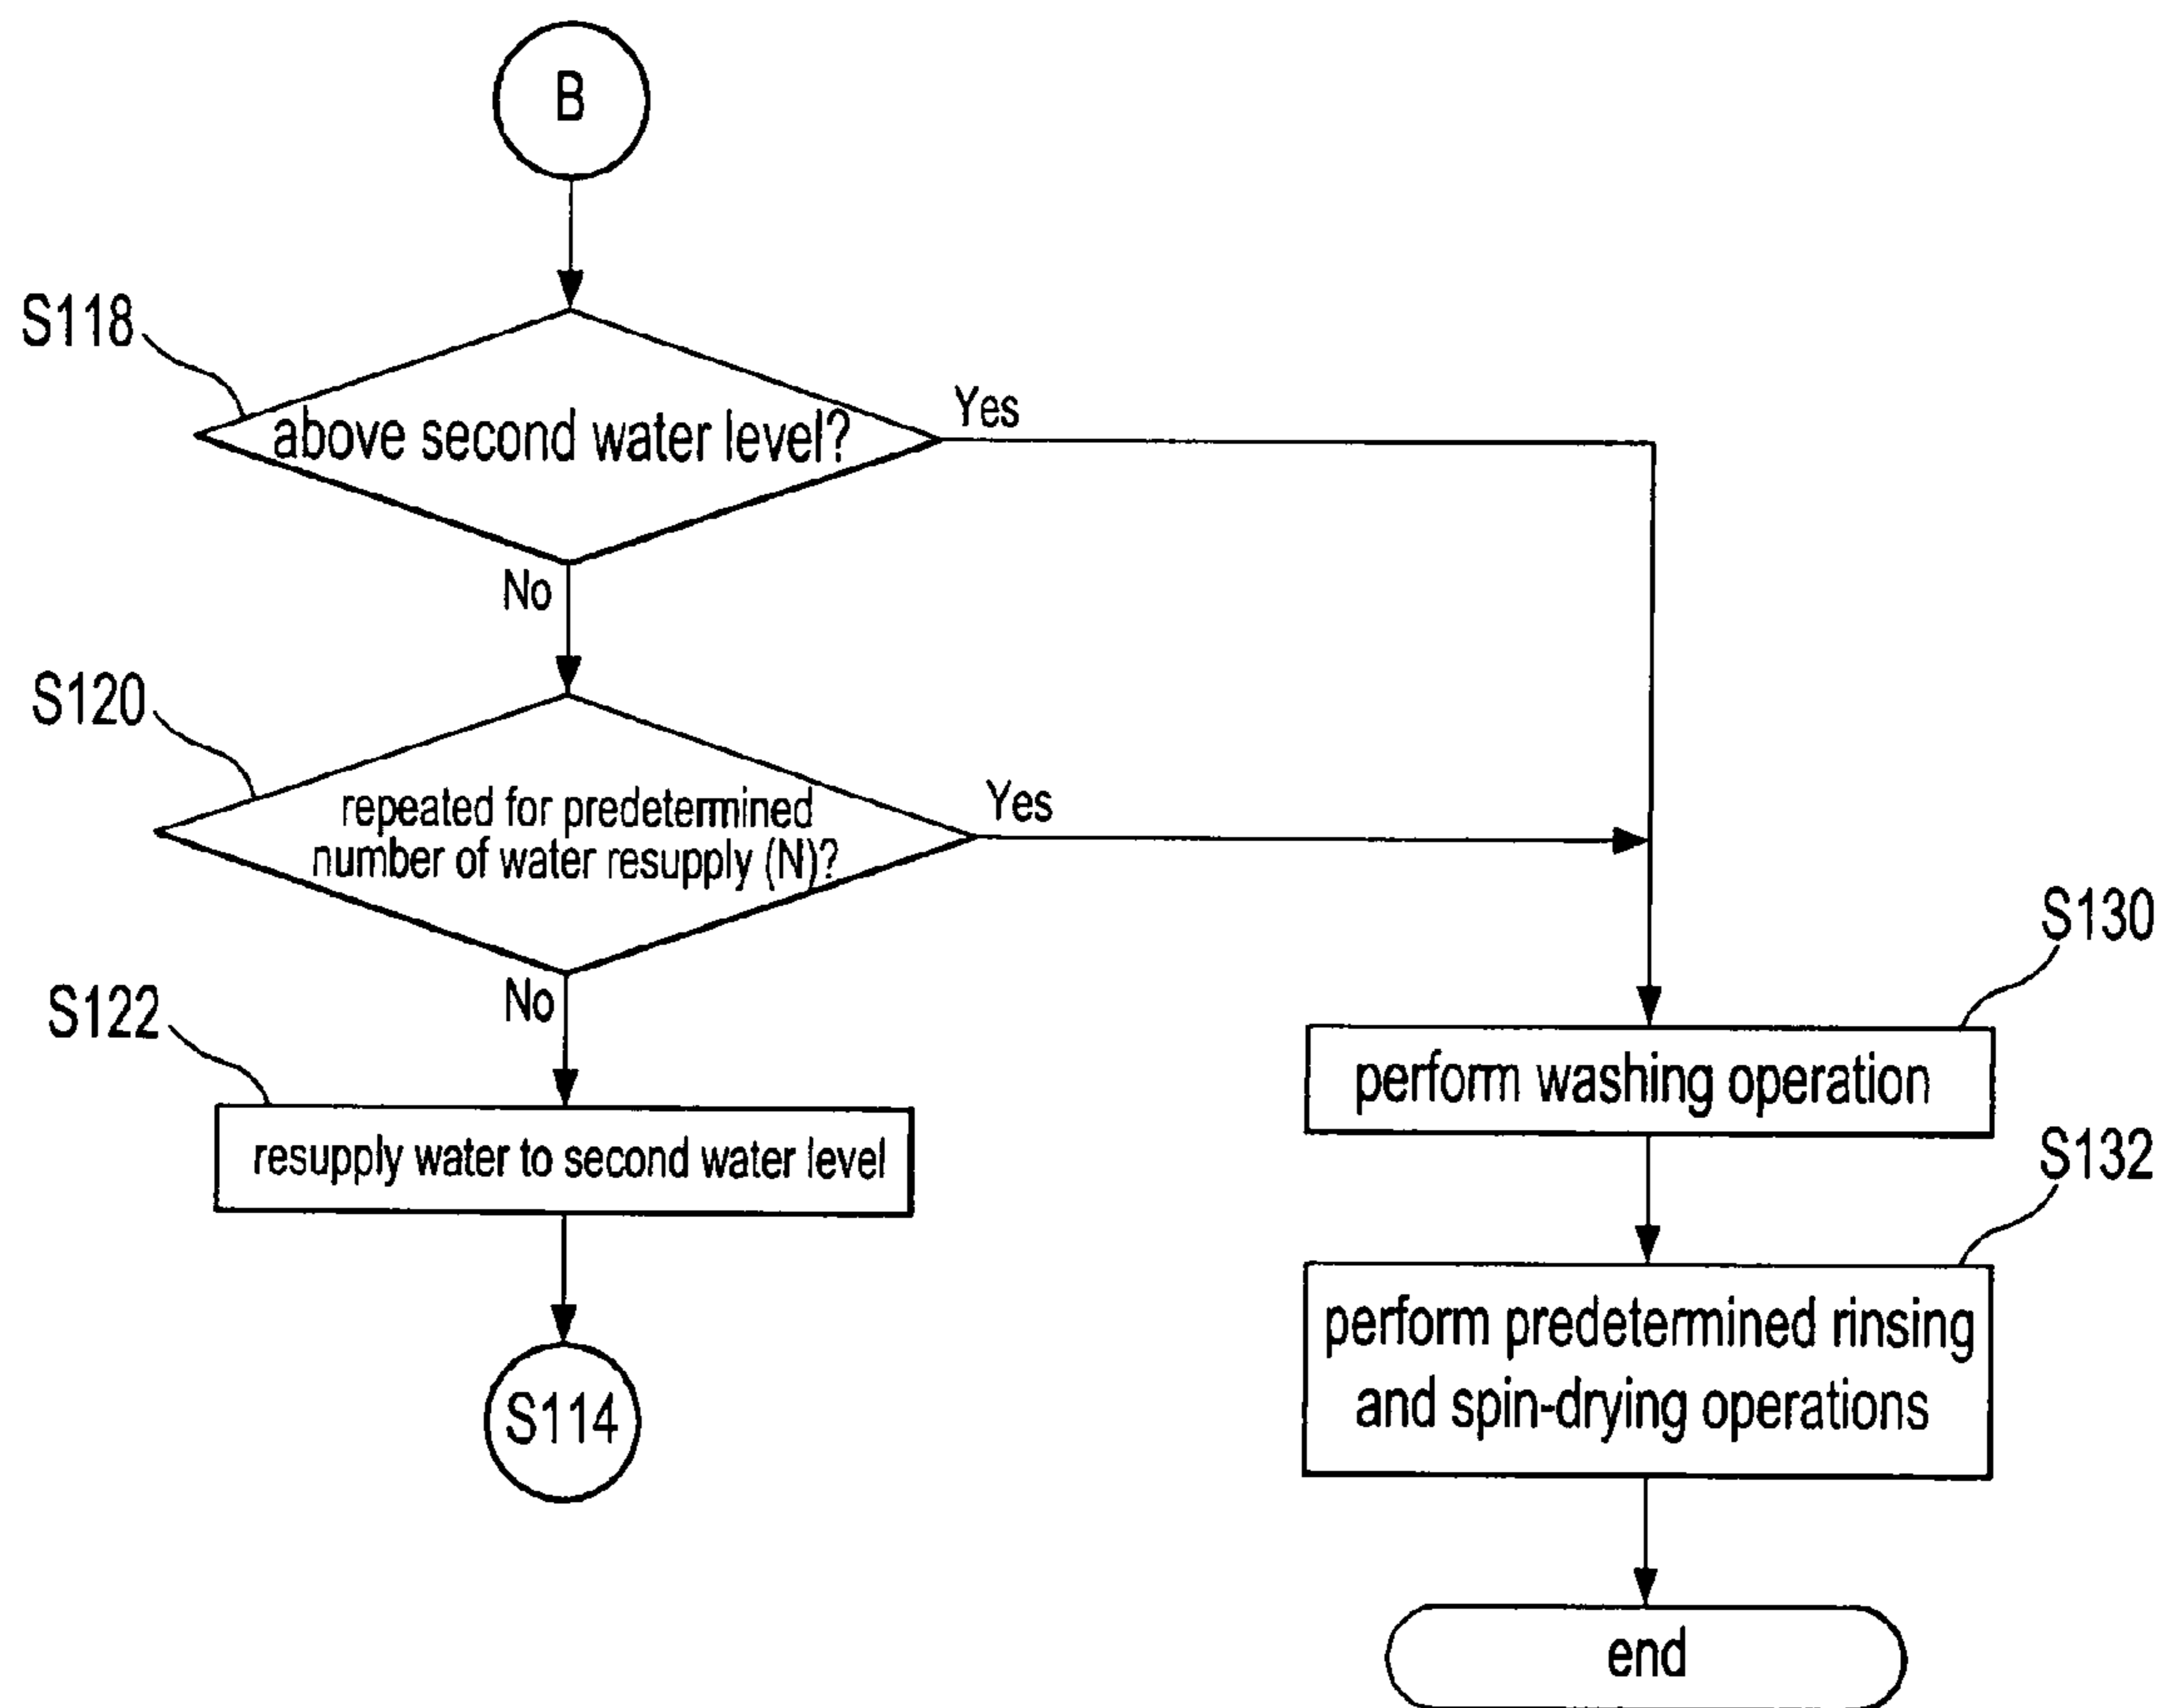 B
S118
above second water level?
Yes
No
S120
repeated for predetermined
number of water resupply (N)?
Yes
No
S122
resupply water to second water level
S114
S130
perform washing operation
S132
perform predetermined rinsing
and spin-drying operations
end